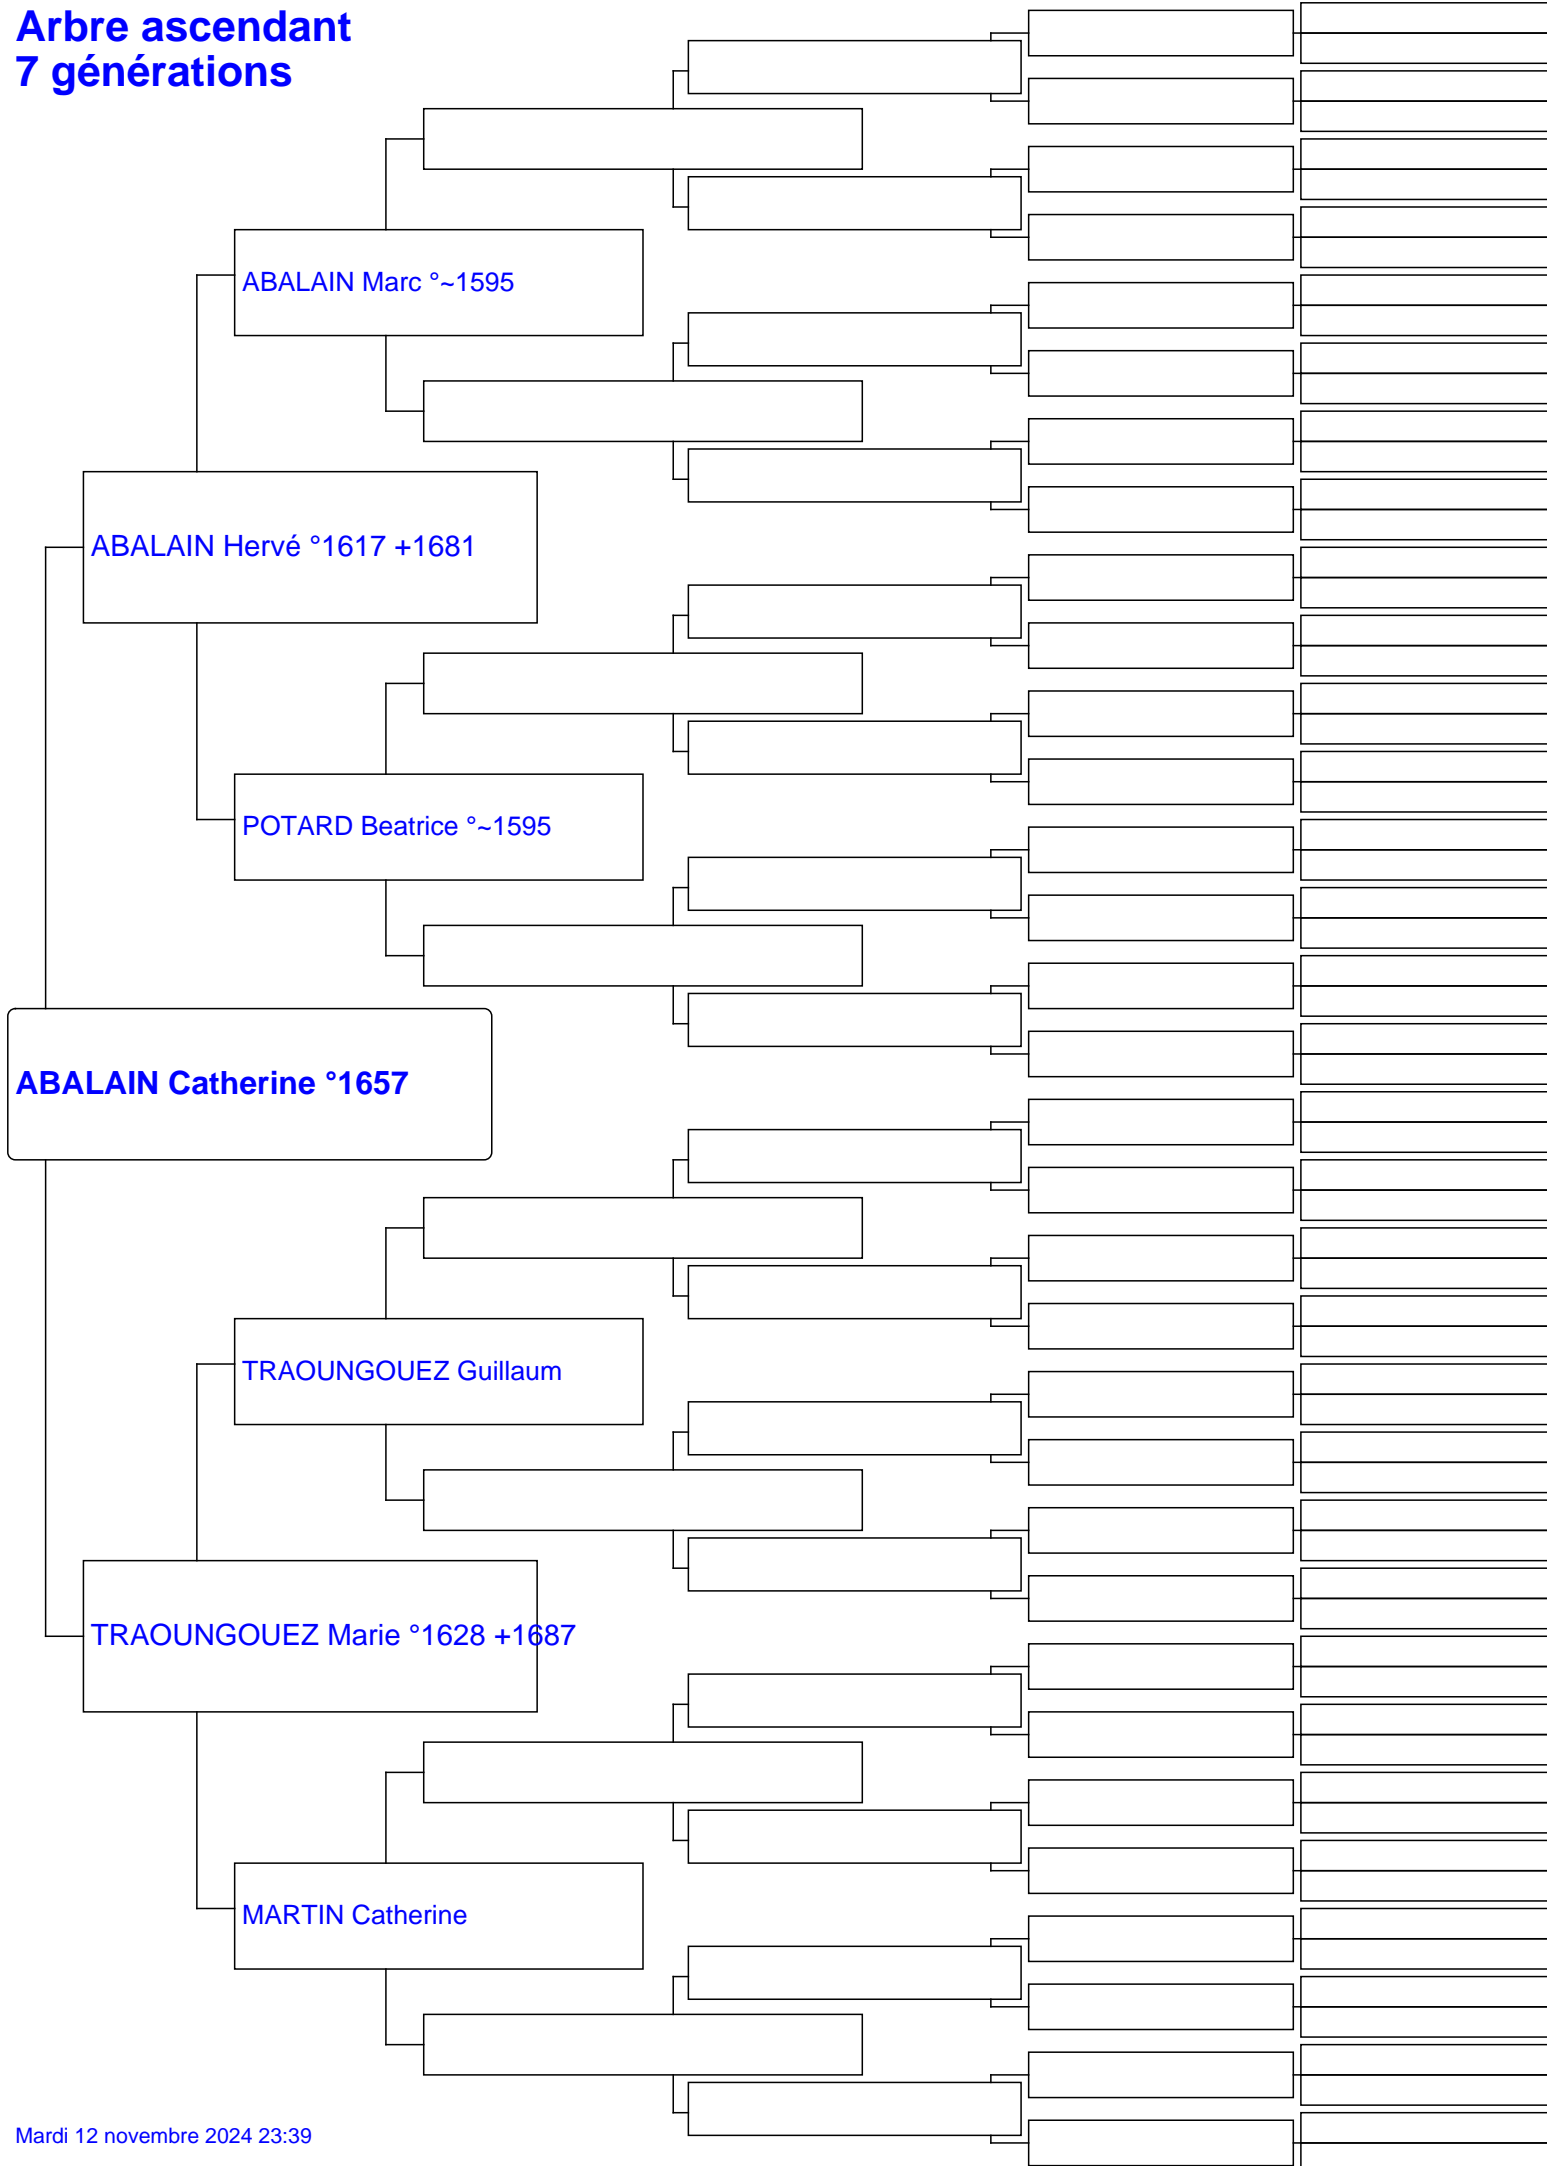 Arbre ascendant
7 générations
ABALAIN Marc °~1595
ABALAIN Hervé °1617 +1681
POTARD Beatrice °~1595
ABALAIN Catherine °1657
TRAOUNGOUEZ Guillaum
TRAOUNGOUEZ Marie °1628 +1687
MARTIN Catherine
Mardi 12 novembre 2024 23:39